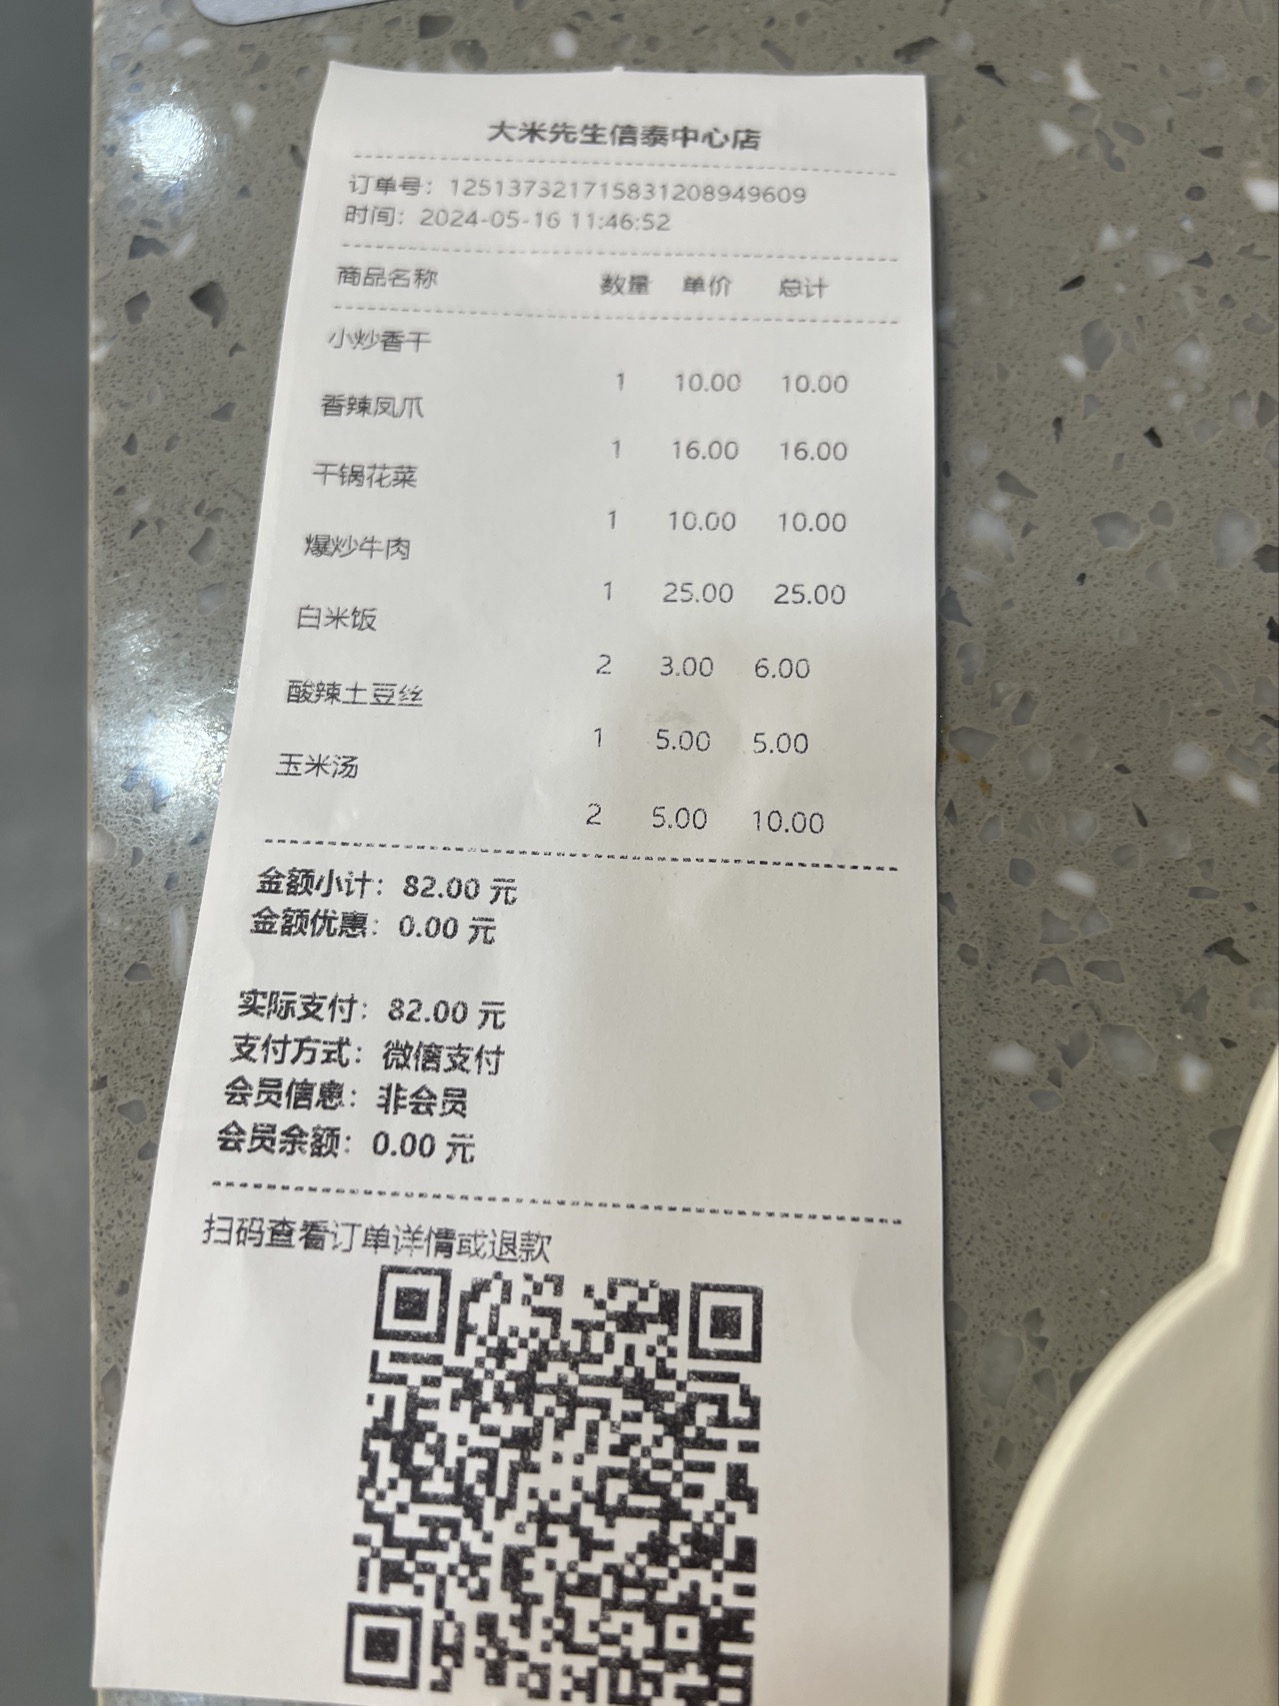 大米先生信泰中心店
订单号：125137321715831208949609
时间：2024-05-16 11:46:52
商品名称 数量 单价 总计
小炒香干
1 10.00 10.00
香辣凤爪
1 16.00 16.00
干锅花菜
1 10.00 10.00
爆炒牛肉
1 25.00 25.00
白米饭
2 3.00 6.00
酸辣土豆丝
1 5.00 5.00
玉米汤
2 5.00 10.00
金额小计：82.00 元
金额优惠：0.00 元
实际支付：82.00 元
支付方式：微信支付
会员信息：非会员
会员余额：0.00 元
扫码查看订单详情或退款